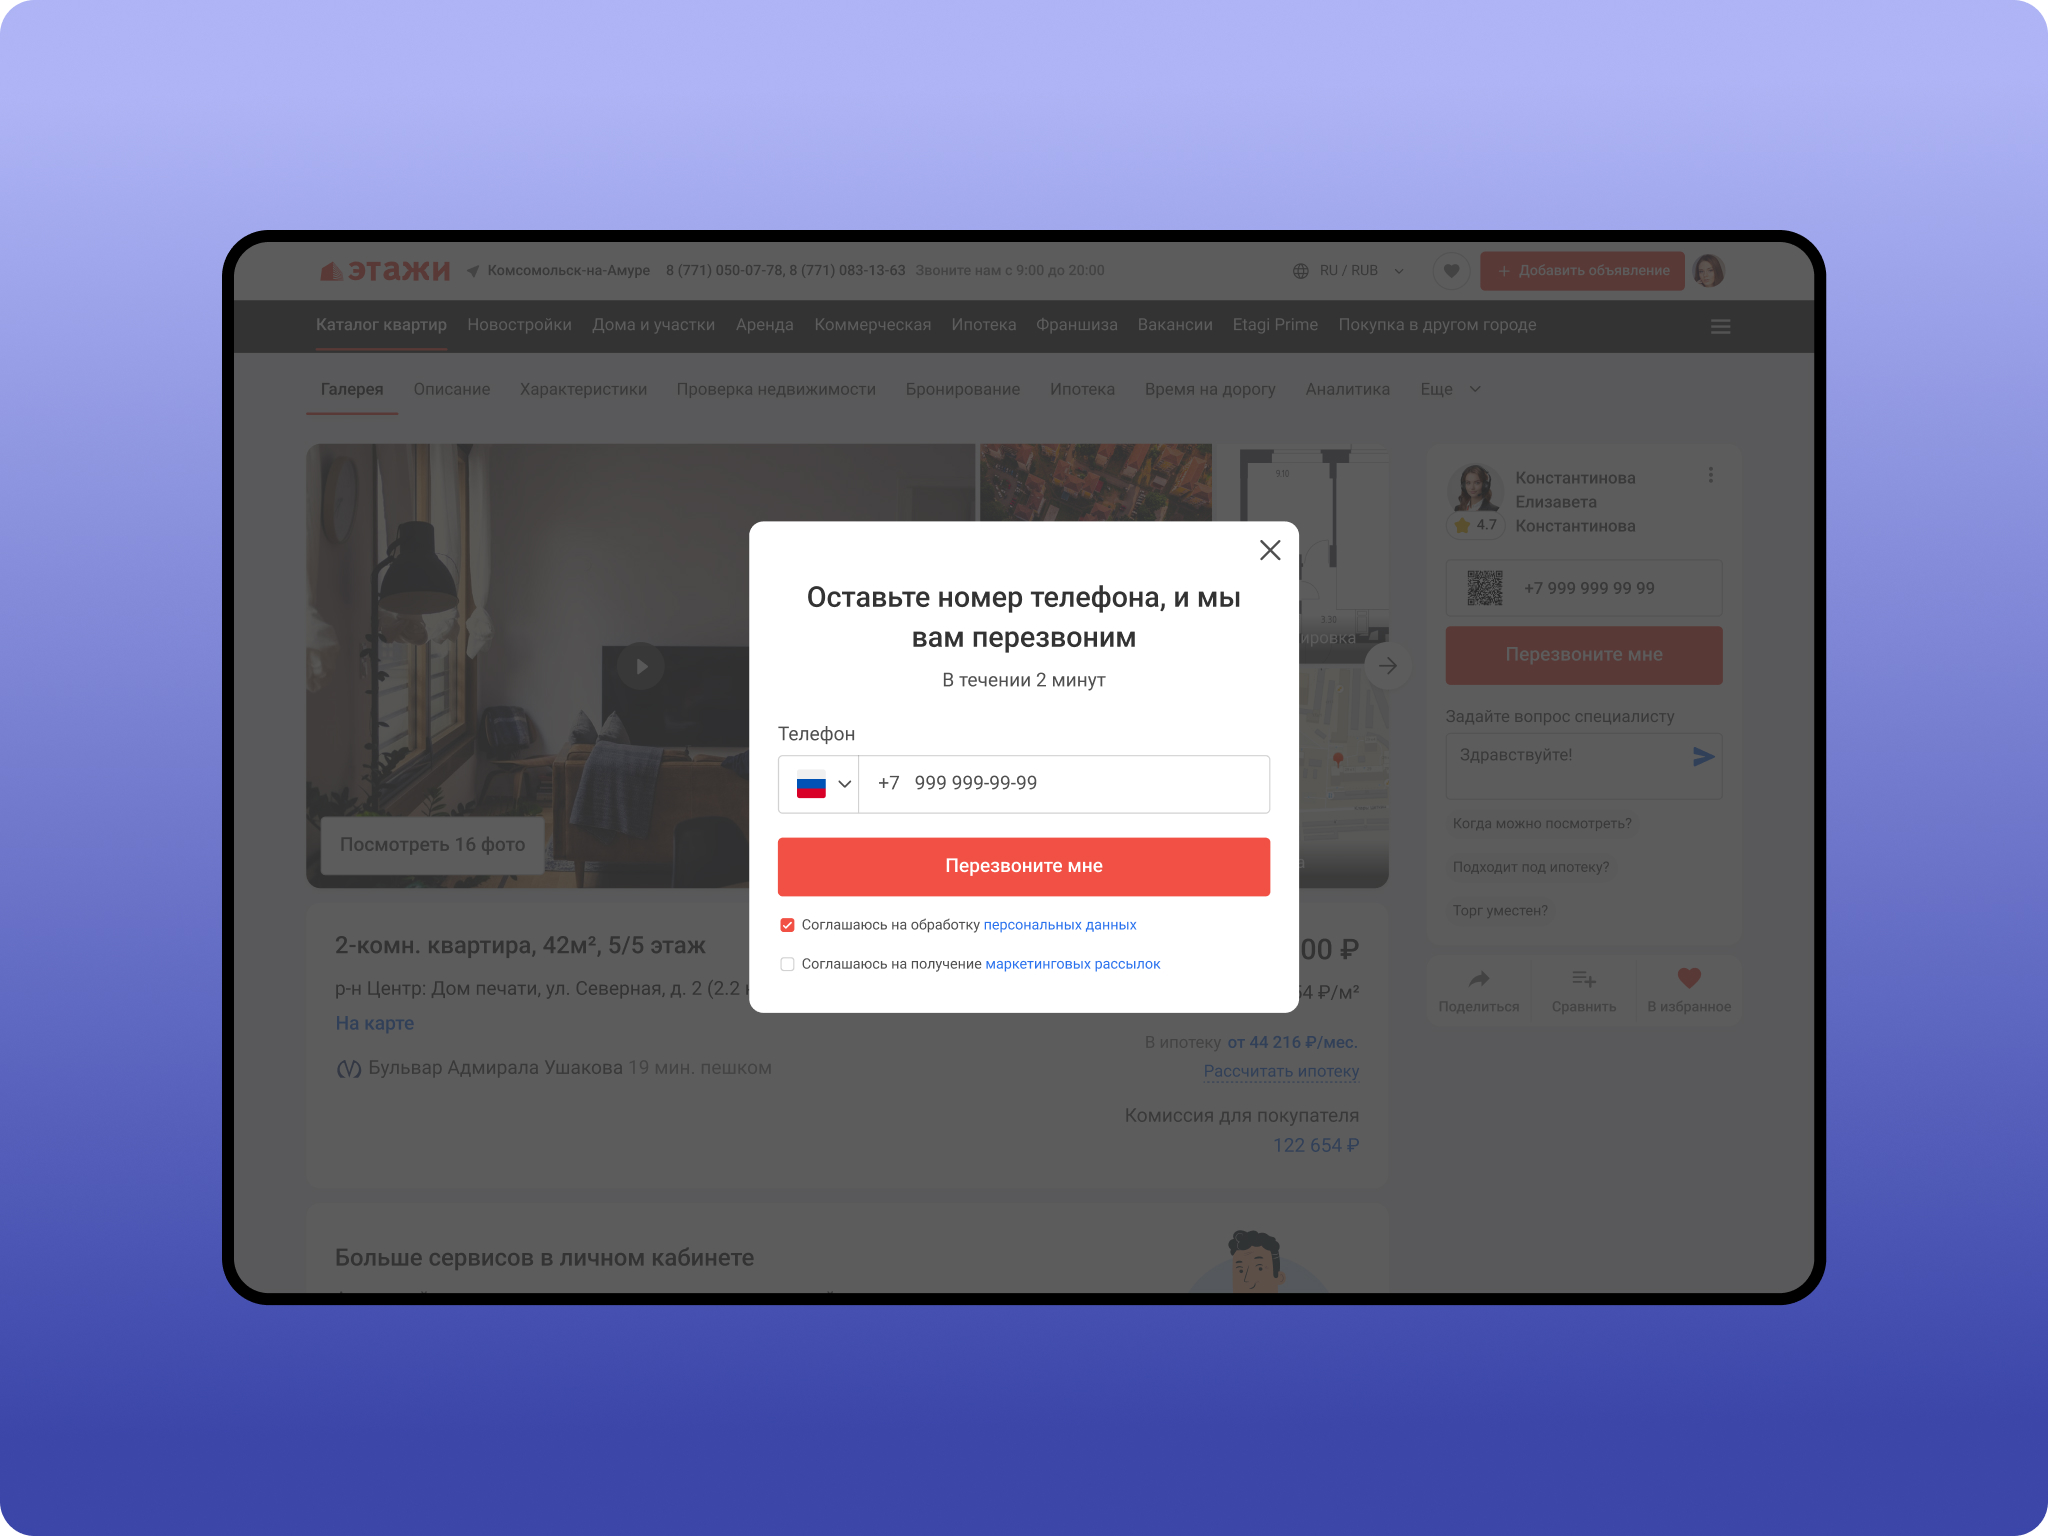 этажи Комсомольск-на-Амуре 8 (771) 050-07-78, 8 (771) 083-13-63 Звоните нам с 9:00 до 20:00 RU / RUB + Добавить объявление
Каталог квартир Новостройки Дома и участки Аренда Коммерческая Ипотека Франшиза Вакансии Etagi Prime Покупка в другом городе
Галерея Описание Характеристики Проверка недвижимости Бронирование Ипотека Время на дорогу Аналитика Еще
9.10
3.30
ировка
Посмотреть 16 фото
Константинова
Елизавета
Константинова
4.7
+7 999 999 99 99
Перезвоните мне
Задайте вопрос специалисту
Здравствуйте!
Когда можно посмотреть?
Подходит под ипотеку?
Торг уместен?
Поделиться Сравнить В избранное
Оставьте номер телефона, и мы
вам перезвоним
В течении 2 минут
Телефон
+7 999 999-99-99
Перезвоните мне
Соглашаюсь на обработку персональных данных
Соглашаюсь на получение маркетинговых рассылок
2-комн. квартира, 42м², 5/5 этаж
р-н Центр: Дом печати, ул. Северная, д. 2 (2.2
На карте
Бульвар Адмирала Ушакова 19 мин. пешком
00 ₽
54 ₽/м²
В ипотеку от 44 216 ₽/мес.
Рассчитать ипотеку
Комиссия для покупателя
122 654 ₽
Больше сервисов в личном кабинете